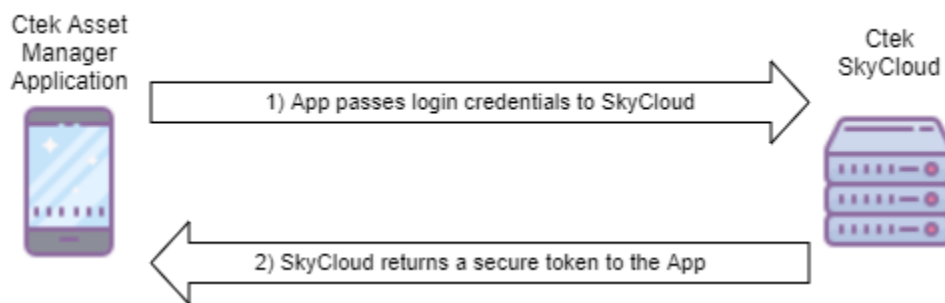 Ctek Asset
Manager
Application
Ctek
SkyCloud
1) App passes login credentials to SkyCloud
2) SkyCloud returns a secure token to the App